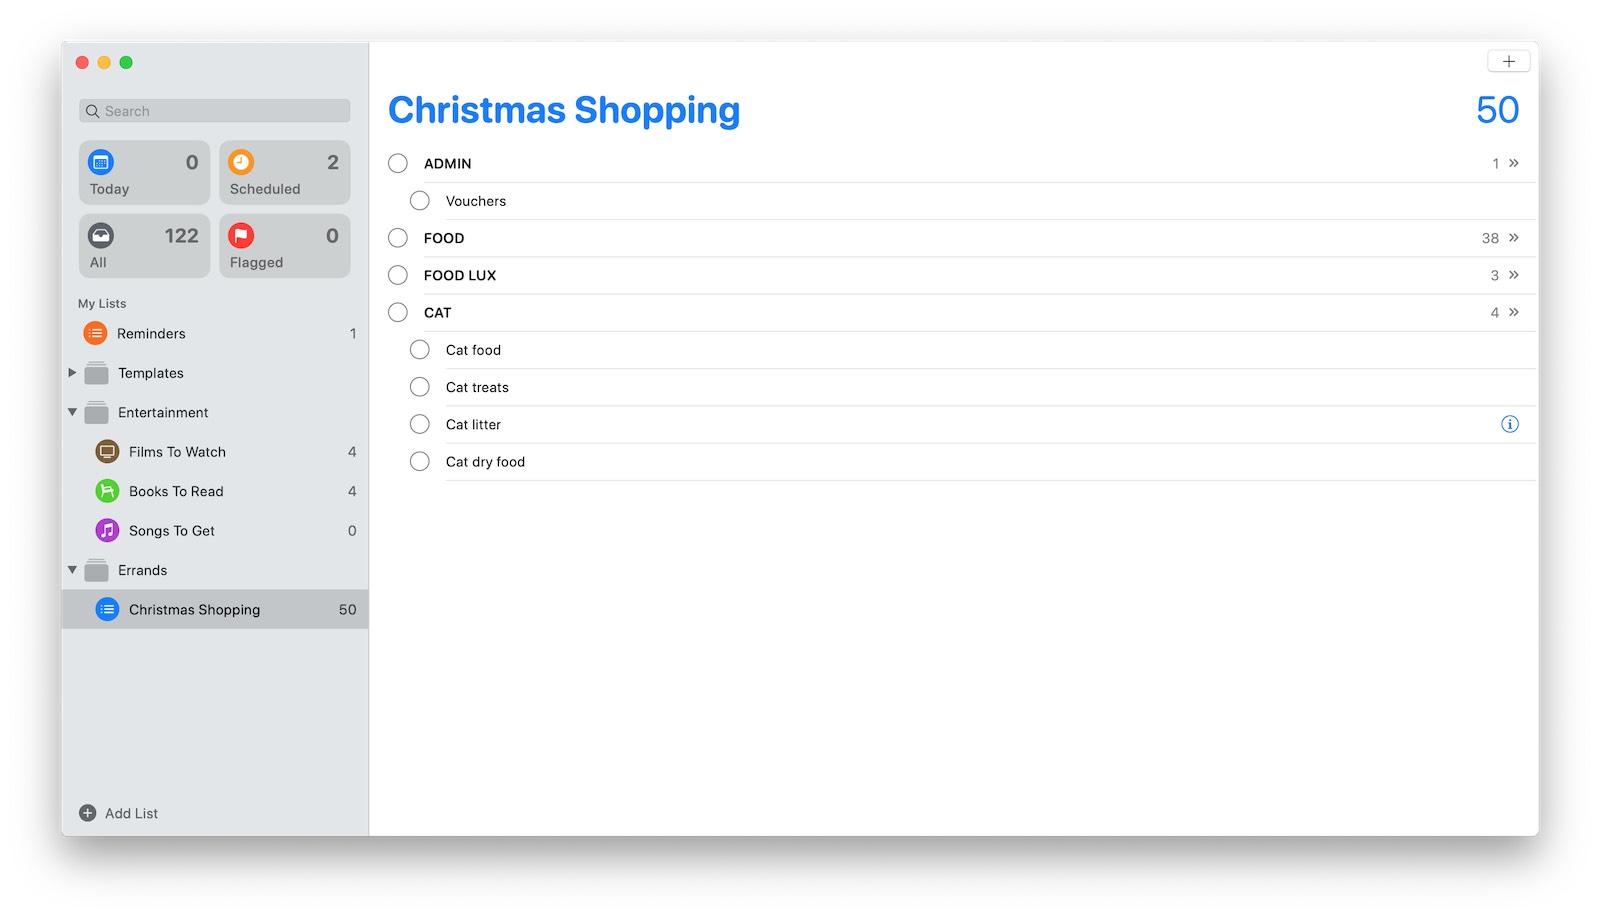 Search
0
Today
2
Scheduled
122
All
0
Flagged
My Lists
Reminders 1
Templates
Entertainment
Films To Watch 4
Books To Read 4
Songs To Get 0
Errands
Christmas Shopping 50
Add List
Christmas Shopping 50
ADMIN 1
Vouchers
FOOD 38
FOOD LUX 3
CAT 4
Cat food
Cat treats
Cat litter
Cat dry food